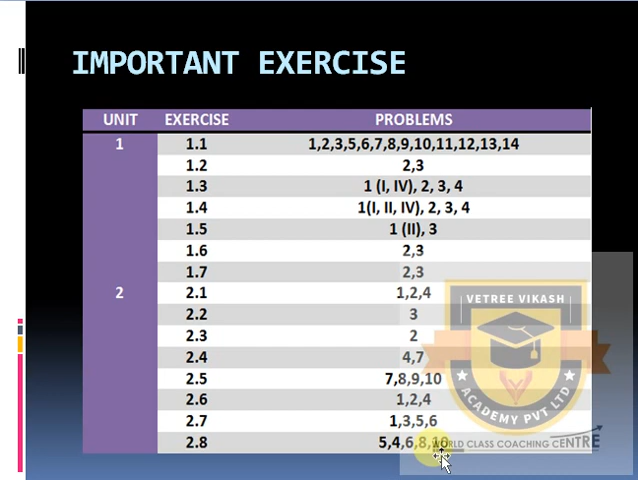 IMPORTANT EXERCISE
UNIT EXERCISE PROBLEMS
1 1.1 1,2,3,5,6,7,8,9,10,11,12,13,14
1.2 2,3
1.3 1 (I, IV), 2, 3, 4
1.4 1(I, II, IV), 2, 3, 4
1.5 1 (II), 3
1.6 2,3
1.7 2,3
2 2.1 1,2,4
2.2 3
2.3 2
2.4 4,7
2.5 7,8,9,10
2.6 1,2,4
2.7 1,3,5,6
2.8 5,4,6,8,10
VETREE VIKASH
ACADEMY PVT LTD
WORLD CLASS COACHING CENTRE